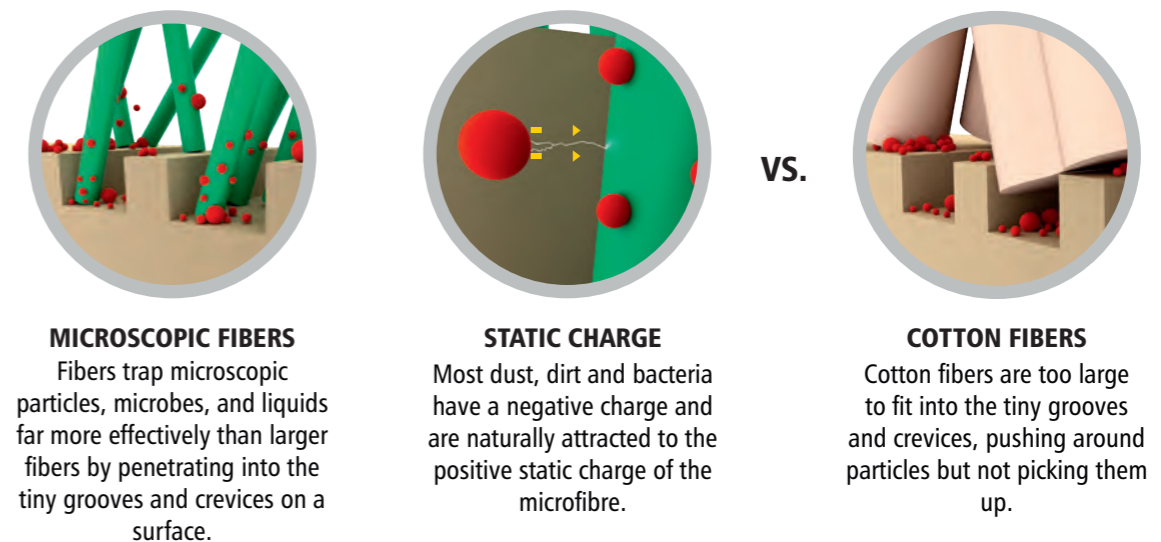 MICROSCOPIC FIBERS
Fibers trap microscopic
particles, microbes, and liquids
far more effectively than larger
fibers by penetrating into the
tiny grooves and crevices on a
surface.
STATIC CHARGE
Most dust, dirt and bacteria
have a negative charge and
are naturally attracted to the
positive static charge of the
microfibre.
VS.
COTTON FIBERS
Cotton fibers are too large
to fit into the tiny grooves
and crevices, pushing around
particles but not picking them
up.